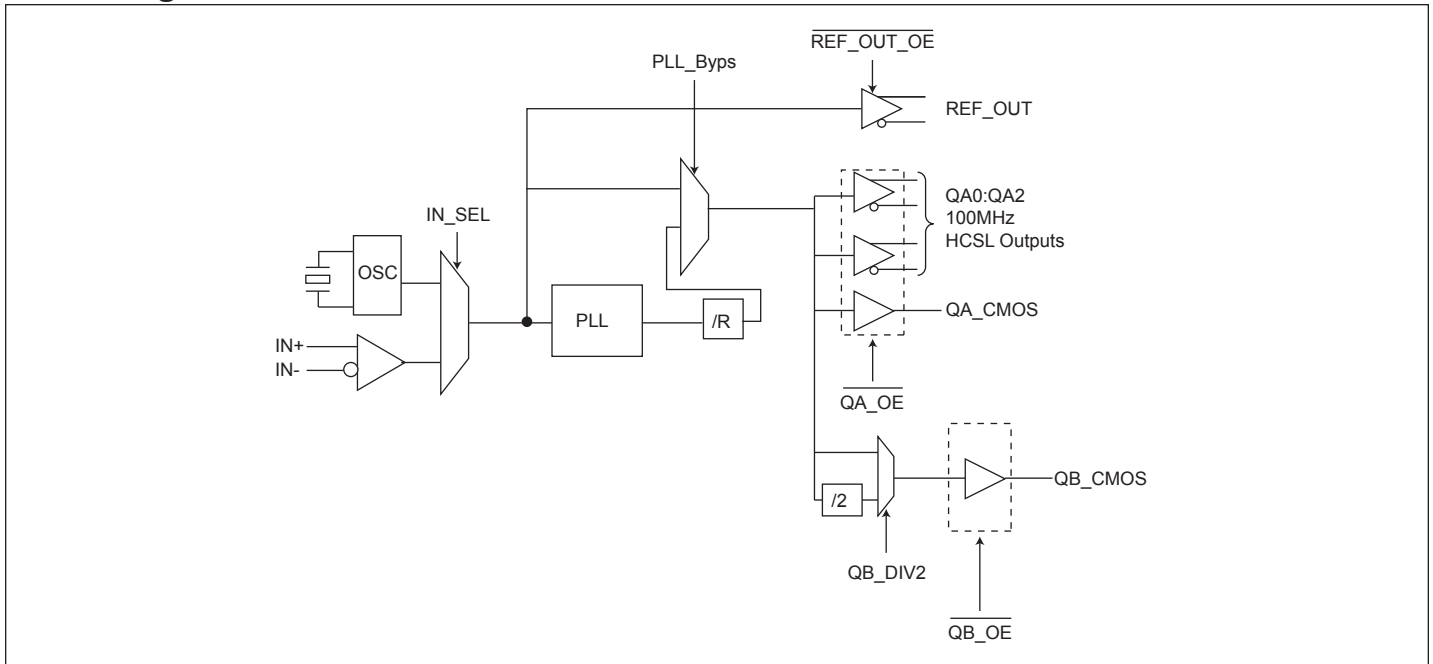 REF_OUT_OE
PLL_Byps
REF_OUT
IN_SEL
QA0:QA2
100MHz
HCSL Outputs
OSC
PLL
/R
QA_CMOS
IN+
IN-
QA_OE
/2
QB_CMOS
QB_DIV2
QB_OE